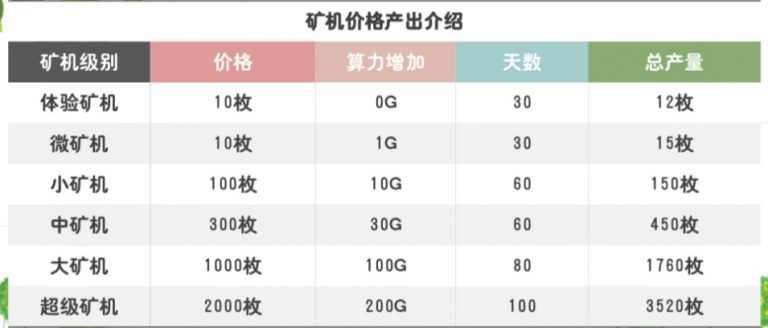 矿机价格产出介绍
矿机级别 价格 算力增加 天数 总产量
体验矿机 10枚 0G 30 12枚
微矿机 10枚 1G 30 15枚
小矿机 100枚 10G 60 150枚
中矿机 300枚 30G 60 450枚
大矿机 1000枚 100G 80 1760枚
超级矿机 2000枚 200G 100 3520枚